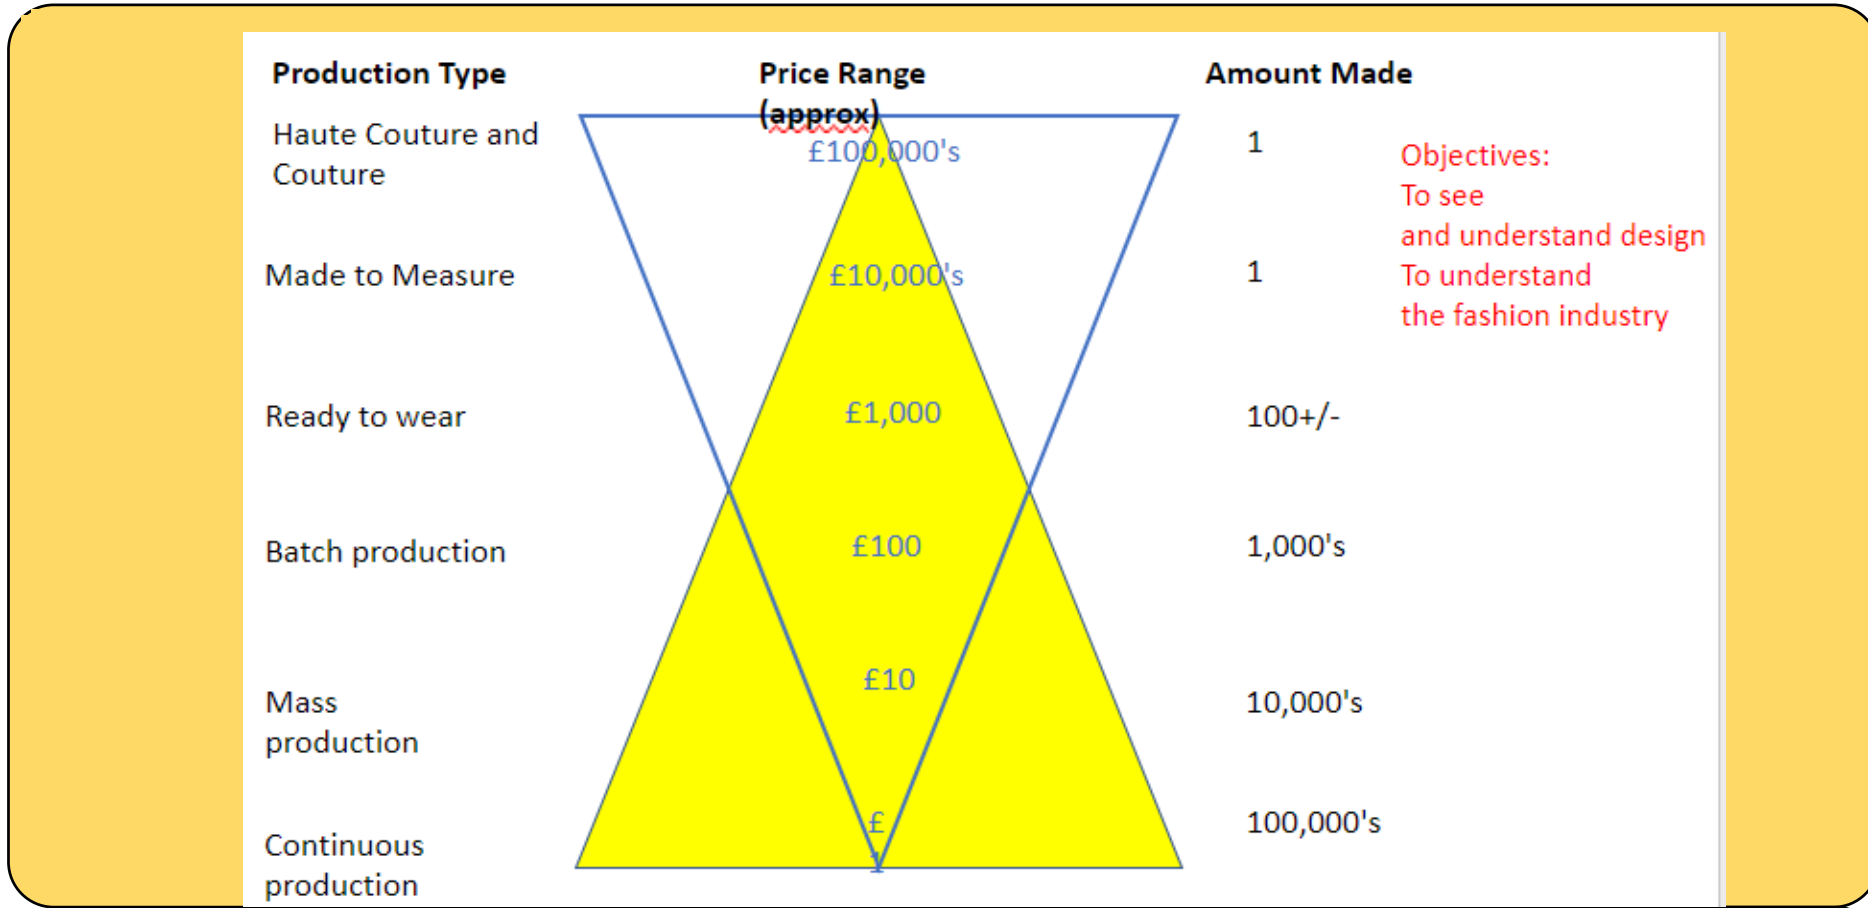 Production Type
Price Range
(approx)
Amount Made
Haute Couture and
Couture
£100,000's
1
Objectives:
To see
and understand design
To understand
the fashion industry
Made to Measure
£10,000's
1
Ready to wear
£1,000
100+/-
Batch production
£100
1,000's
Mass
production
£10
10,000's
Continuous
production
£
1
100,000's